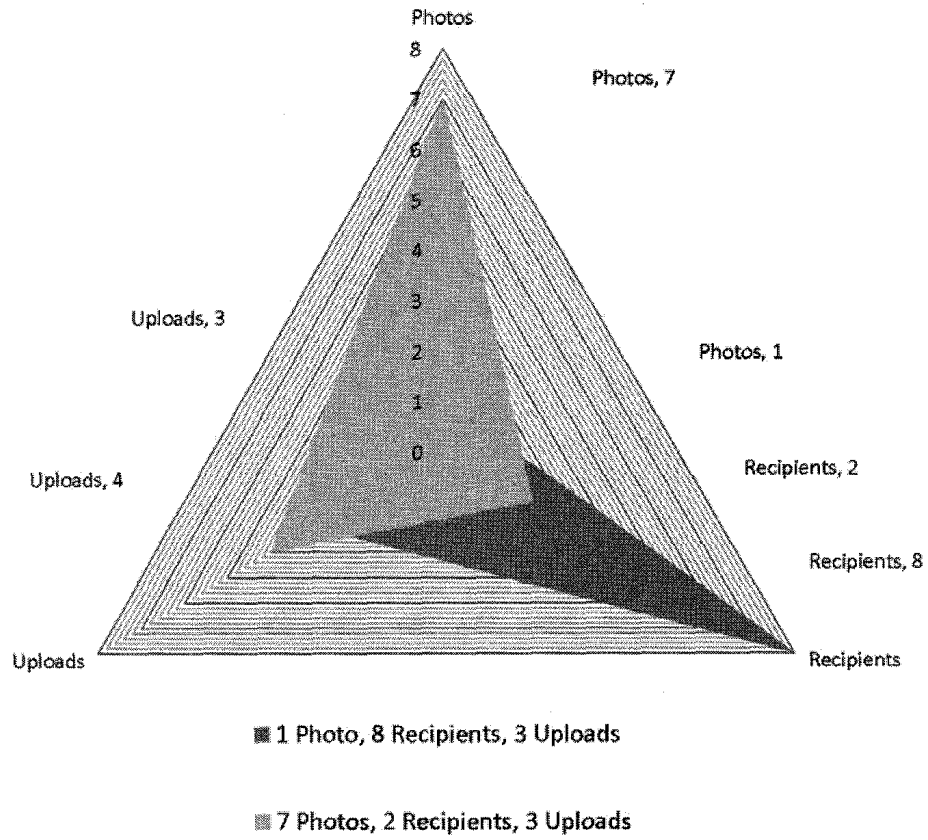 Photos
8
Photos, 7
7
6
5
4
3
Uploads, 3
2
Photos, 1
1
0
Recipients, 2
Uploads, 4
Recipients, 8
Uploads
Recipients
1 Photo, 8 Recipients, 3 Uploads
7 Photos, 2 Recipients, 3 Uploads